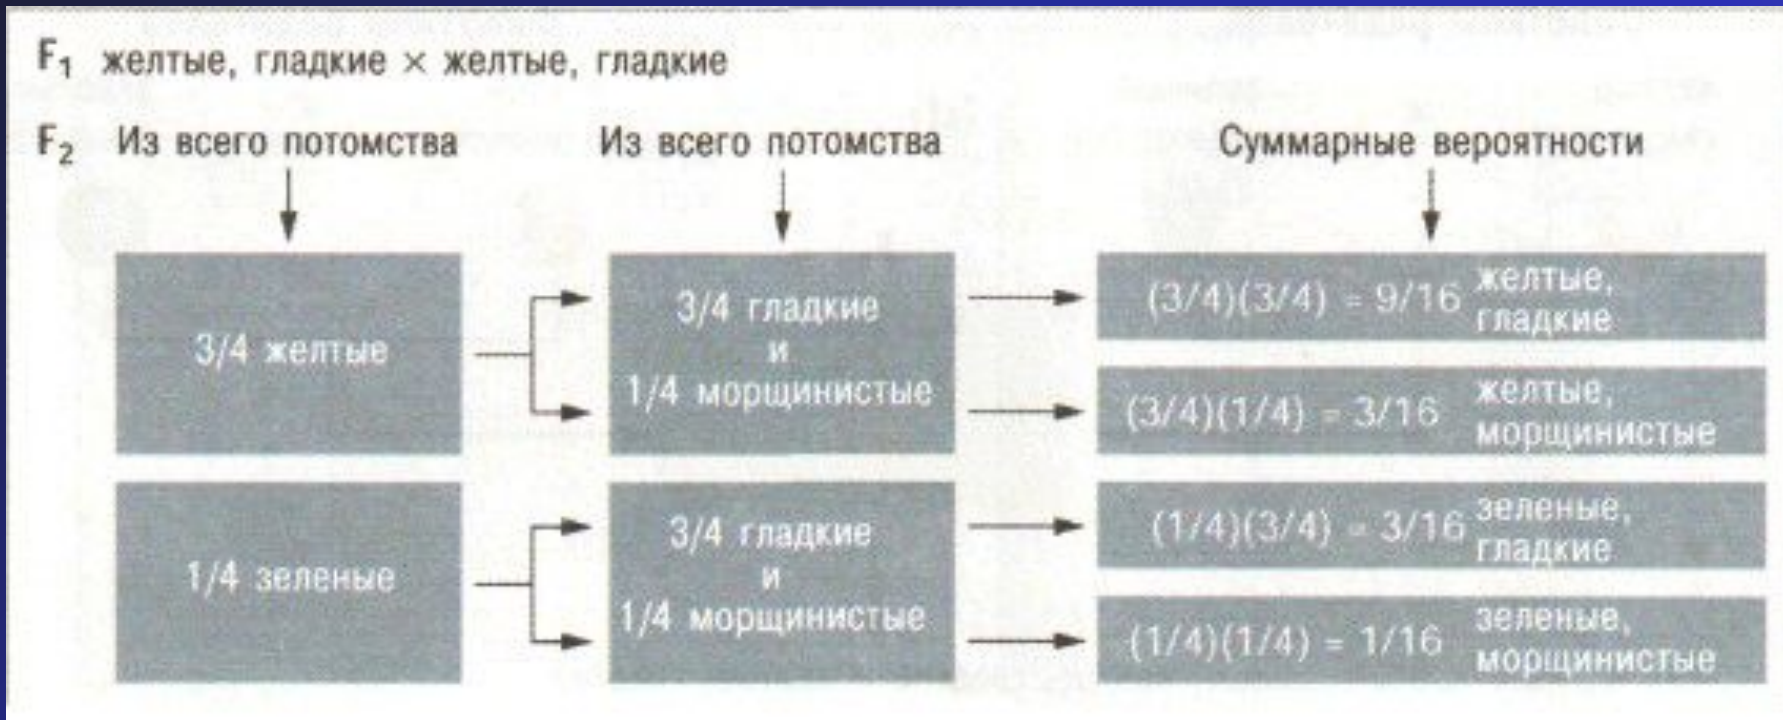 F₁ желтые, гладкие × желтые, гладкие
F₂ Из всего потомства Из всего потомства Суммарные вероятности
3/4 желтые
3/4 гладкие
и
1/4 морщинистые
(3/4)(3/4) = 9/16 желтые,
гладкие
(3/4)(1/4) = 3/16 желтые,
морщинистые
1/4 зеленые
3/4 гладкие
и
1/4 морщинистые
(1/4)(3/4) = 3/16 зеленые,
гладкие
(1/4)(1/4) = 1/16 зеленые,
морщинистые